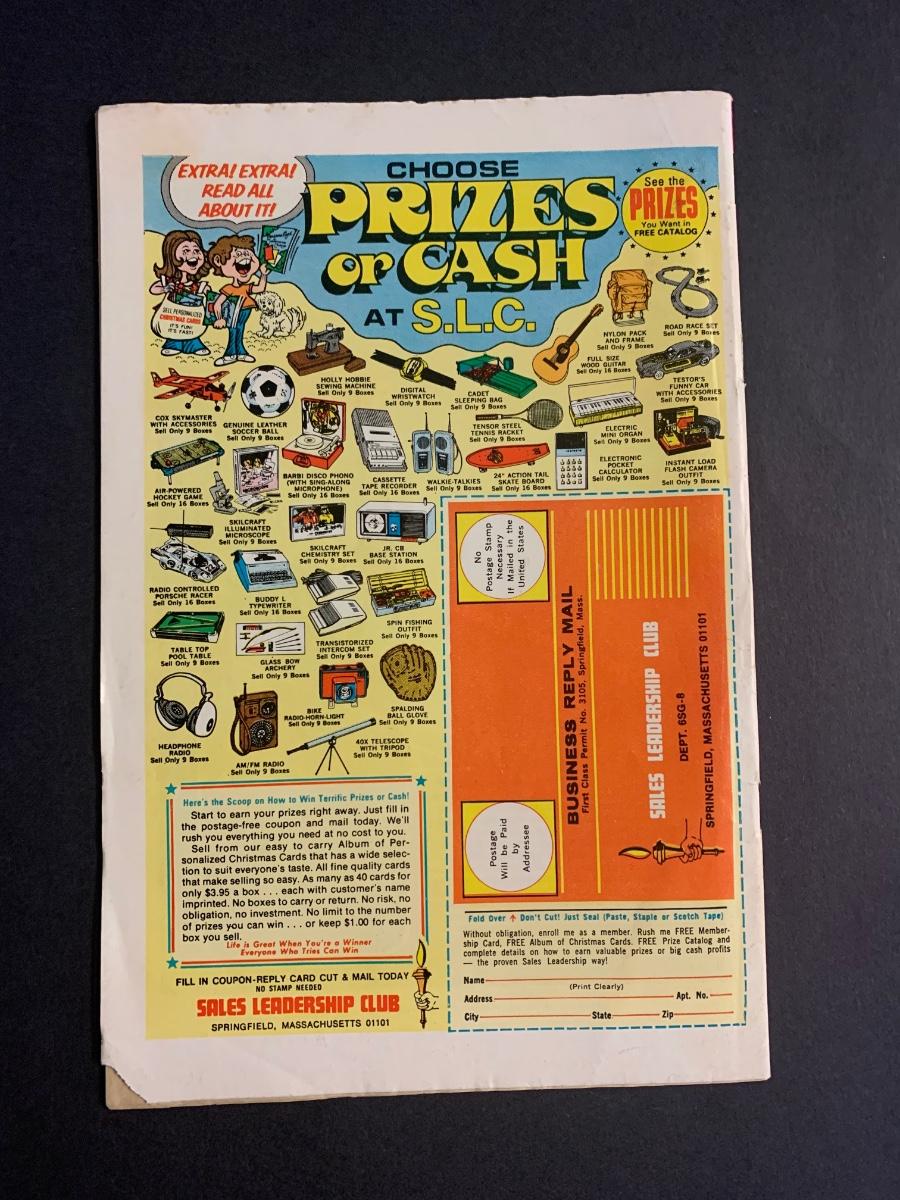 EXTRA! EXTRA!
READ ALL
ABOUT IT!
CHOOSE
PRIZES
or CASH
AT S.L.C.
See the
PRIZES
You Want in
FREE CATALOG
SELL PERSONALIZED
CHRISTMAS CARDS
IT'S FUN!
IT'S FAST!
NYLON PACK
AND FRAME
Sell Only 9 Boxes
ROAD RACE SET
Sell Only 9 Boxes
HOLLY HOBBIE
SEWING MACHINE
Sell Only 9 Boxes
DIGITAL
WRISTWATCH
Sell Only 9 Boxes
CADET
SLEEPING BAG
Sell Only 9 Boxes
FULL SIZE
WOOD GUITAR
Sell Only 16 Boxes
TESTOR'S
FUNNY CAR
WITH ACCESSORIES
Sell Only 9 Boxes
COX SKYMASTER
WITH ACCESSORIES
Sell Only 9 Boxes
GENUINE LEATHER
SOCCER BALL
Sell Only 9 Boxes
TENSOR STEEL
TENNIS RACKET
Sell Only 9 Boxes
ELECTRIC
MINI ORGAN
Sell Only 9 Boxes
AIR-POWERED
HOCKEY GAME
Sell Only 16 Boxes
BARBI DISCO PHONO
(WITH SING-ALONG
MICROPHONE)
Sell Only 16 Boxes
CASSETTE
TAPE RECORDER
Sell Only 16 Boxes
WALKIE-TALKIES
Sell Only 9 Boxes
24" ACTION TAIL
SKATE BOARD
Sell Only 16 Boxes
ELECTRONIC
POCKET
CALCULATOR
Sell Only 9 Boxes
INSTANT LOAD
FLASH CAMERA
OUTFIT
Sell Only 9 Boxes
SKILCRAFT
ILLUMINATED
MICROSCOPE
Sell Only 9 Boxes
SKILCRAFT
CHEMISTRY SET
Sell Only 9 Boxes
JR. CB
BASE STATION
Sell Only 16 Boxes
RADIO CONTROLLED
PORSCHE RACER
Sell Only 16 Boxes
BUDDY L
TYPEWRITER
Sell Only 16 Boxes
SPIN FISHING
OUTFIT
Sell Only 9 Boxes
TABLE TOP
POOL TABLE
Sell Only 9 Boxes
GLASS BOW
ARCHERY
Sell Only 9 Boxes
TRANSISTORIZED
INTERCOM SET
Sell Only 9 Boxes
BIKE
RADIO-HORN-LIGHT
Sell Only 9 Boxes
SPALDING
BALL GLOVE
Sell Only 9 Boxes
HEADPHONE
RADIO
Sell Only 9 Boxes
AM/FM RADIO
Sell Only 9 Boxes
40X TELESCOPE
WITH TRIPOD
Sell Only 9 Boxes
Here's the Scoop on How to Win Terrific Prizes or Cash!
Start to earn your prizes right away. Just fill in
the postage-free coupon and mail today. We'll
rush you everything you need at no cost to you.
Sell from our easy to carry Album of Per-
sonalized Christmas Cards that has a wide selec-
tion to suit everyone's taste. All fine quality cards
that make selling so easy. As many as 40 cards for
only $3.95 a box . . . each with customer's name
imprinted. No boxes to carry or return. No risk, no
obligation, no investment. No limit to the number
of prizes you can win . . . or keep $1.00 for each
box you sell.
Life is Great When You're a Winner
Everyone Who Tries Can Win
FILL IN COUPON-REPLY CARD CUT & MAIL TODAY
NO STAMP NEEDED
SALES LEADERSHIP CLUB
SPRINGFIELD, MASSACHUSETTS 01101
No
Postage Stamp
Necessary
If Mailed in the
United States
BUSINESS REPLY MAIL
First Class Permit No. 3105, Springfield, Mass.
Postage
Will be Paid
by
Addressee
SALES LEADERSHIP CLUB
DEPT. 6SG-8
SPRINGFIELD, MASSACHUSETTS 01101
Fold Over ↑ Don't Cut! Just Seal (Paste, Staple or Scotch Tape)
Without obligation, enroll me as a member. Rush me FREE Member-
ship Card, FREE Album of Christmas Cards. FREE Prize Catalog and
complete details on how to earn valuable prizes or big cash profits
— the proven Sales Leadership way!
Name
(Print Clearly)
Address Apt. No.
City State Zip